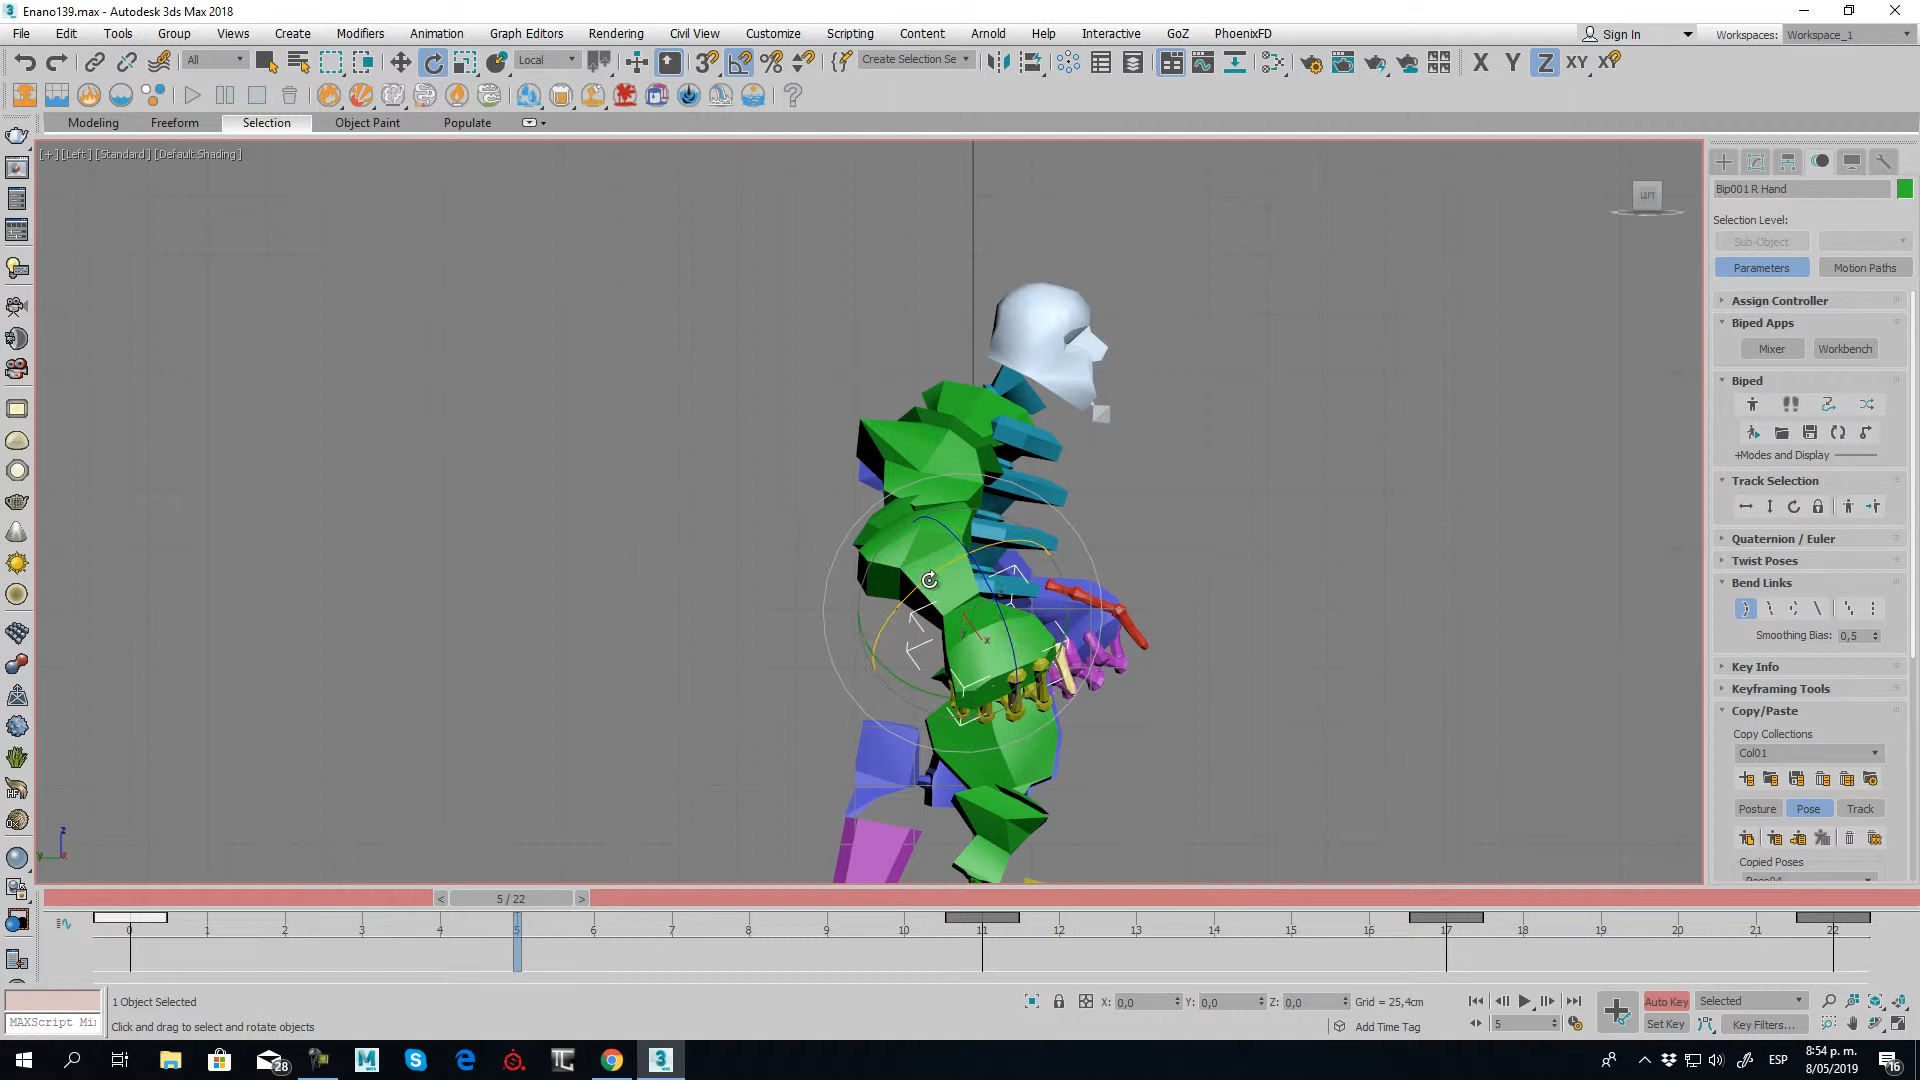 Enano139.max - Autodesk 3ds Max 2018
File Edit Tools Group Views Create Modifiers Animation Graph Editors Rendering Civil View Customize Scripting Content Arnold Help Interactive GoZ PhoenixFD
Sign In Workspaces: Workspace_1
All Local Create Selection Se X Y Z XY XY
Modeling Freeform Selection Object Paint Populate
[+] [Left] [Standard] [Default Shading]
LEFT
Bip001 R Hand
Selection Level:
Sub-Object
Parameters Motion Paths
Assign Controller
Biped Apps
Mixer Workbench
Biped
+Modes and Display
Track Selection
Quaternion / Euler
Twist Poses
Bend Links
Smoothing Bias: 0,5
Key Info
Keyframing Tools
Copy/Paste
Copy Collections
Col01
Posture Pose Track
Copied Poses
z
y x
x
< 5 / 22 >
0 1 2 3 4 5 6 7 8 9 10 11 12 13 14 15 16 17 18 19 20 21 22
1 Object Selected
X: 0,0 Y: 0,0 Z: 0,0 Grid = 25,4cm
Auto Key Selected
MAXScript Mi
Click and drag to select and rotate objects
Add Time Tag
5
Set Key Key Filters...
28
ESP
8:54 p. m.
8/05/2019
16